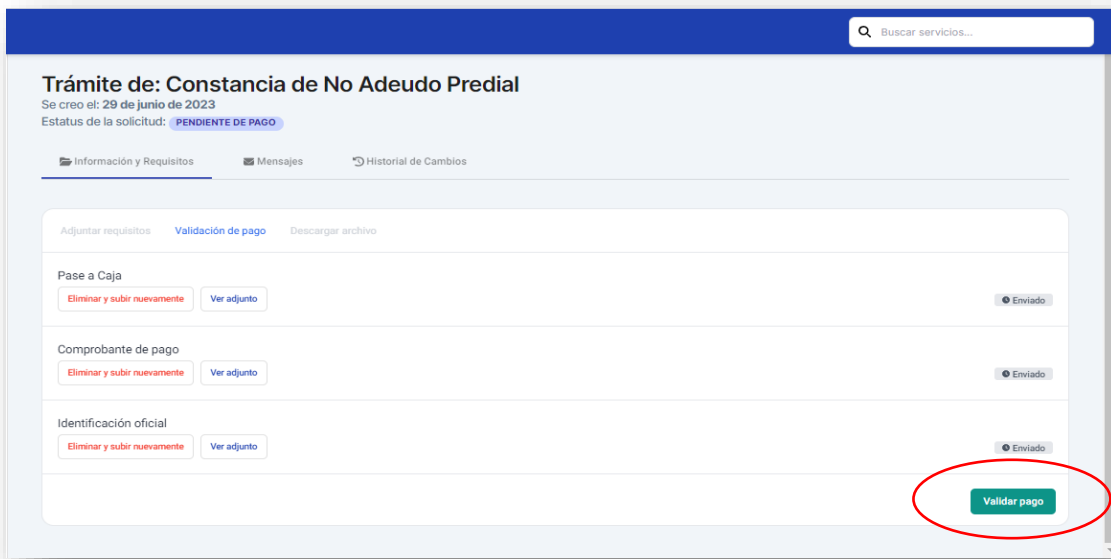 Buscar servicios...
Trámite de: Constancia de No Adeudo Predial
Se creo el: 29 de junio de 2023
Estatus de la solicitud: PENDIENTE DE PAGO
Información y Requisitos Mensajes Historial de Cambios
Adjuntar requisitos Validación de pago Descargar archivo
Pase a Caja
Eliminar y subir nuevamente Ver adjunto Enviado
Comprobante de pago
Eliminar y subir nuevamente Ver adjunto Enviado
Identificación oficial
Eliminar y subir nuevamente Ver adjunto Enviado
Validar pago